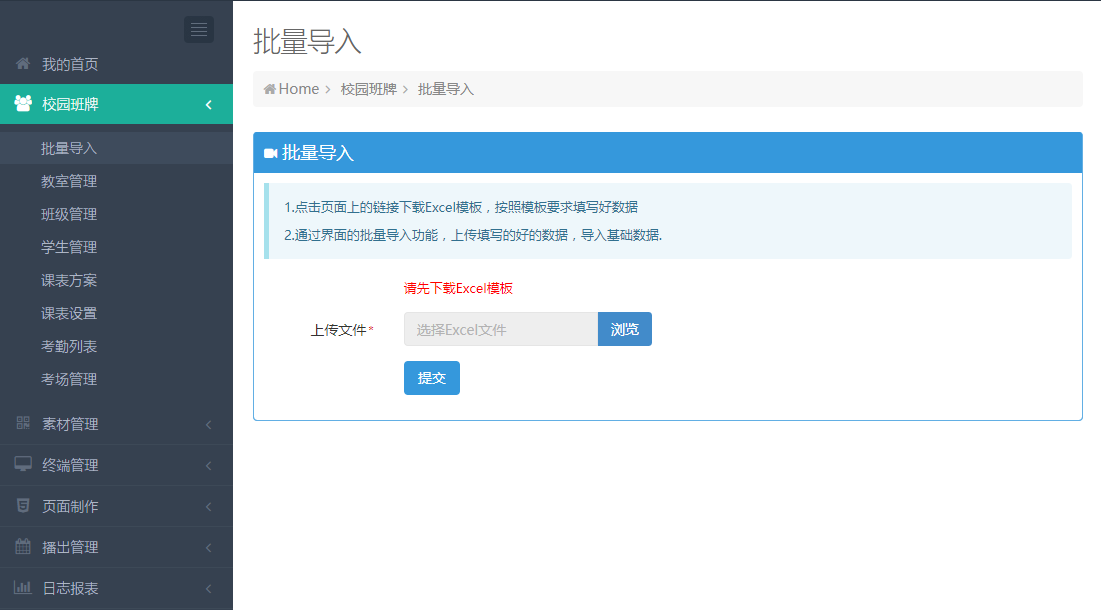 我的首页
校园班牌
批量导入
教室管理
班级管理
学生管理
课表方案
课表设置
考勤列表
考场管理
素材管理
终端管理
页面制作
播出管理
日志报表
批量导入
Home 校园班牌 批量导入
批量导入
1.点击页面上的链接下载Excel模板，按照模板要求填写好数据
2.通过界面的批量导入功能，上传填写的好的数据，导入基础数据.
请先下载Excel模板
上传文件* 选择Excel文件 浏览
提交